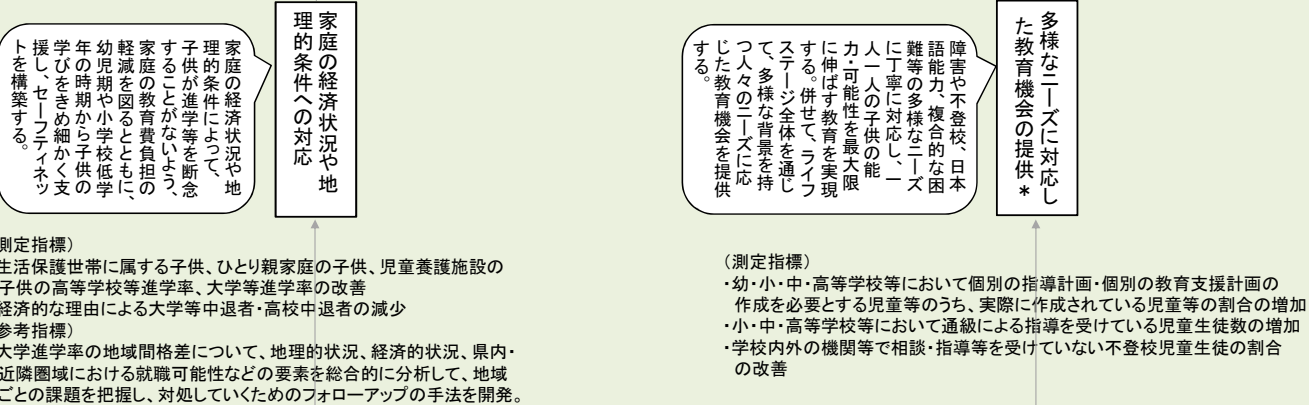 家庭の経済状況や地
理的条件への対応
家庭の経済状況や地
理的条件によって、
子供が進学等を断念
することがないよう、
家庭の教育費負担の
軽減を図るとともに、
幼児期や小学校低学
年の時期から子供の
学びをきめ細かく支
援し、セーフティネッ
トを構築する。
測定指標）
生活保護世帯に属する子供、ひとり親家庭の子供、児童養護施設の
子供の高等学校等進学率、大学等進学率の改善
経済的な理由による大学等中退者・高校中退者の減少
参考指標）
大学進学率の地域間格差について、地理的状況、経済的状況、県内・
近隣圏域における就職可能性などの要素を総合的に分析して、地域
ごとの課題を把握し、対処していくためのフォローアップの手法を開発。
多様なニーズに対応し
た教育機会の提供＊
障害や不登校、日本
語能力、複合的な困
難等の多様なニーズ
に丁寧に対応し、一
人一人の子供の能
力・可能性を最大限
に伸ばす教育を実現
する。併せて、ライフ
ステージ全体を通じ
て、多様な背景を持
つ人々のニーズに応
じた教育機会を提供
する。
（測定指標）
・幼・小・中・高等学校等において個別の指導計画・個別の教育支援計画の
作成を必要とする児童等のうち、実際に作成されている児童等の割合の増加
・小・中・高等学校等において通級による指導を受けている児童生徒数の増加
・学校内外の機関等で相談・指導等を受けていない不登校児童生徒の割合
の改善